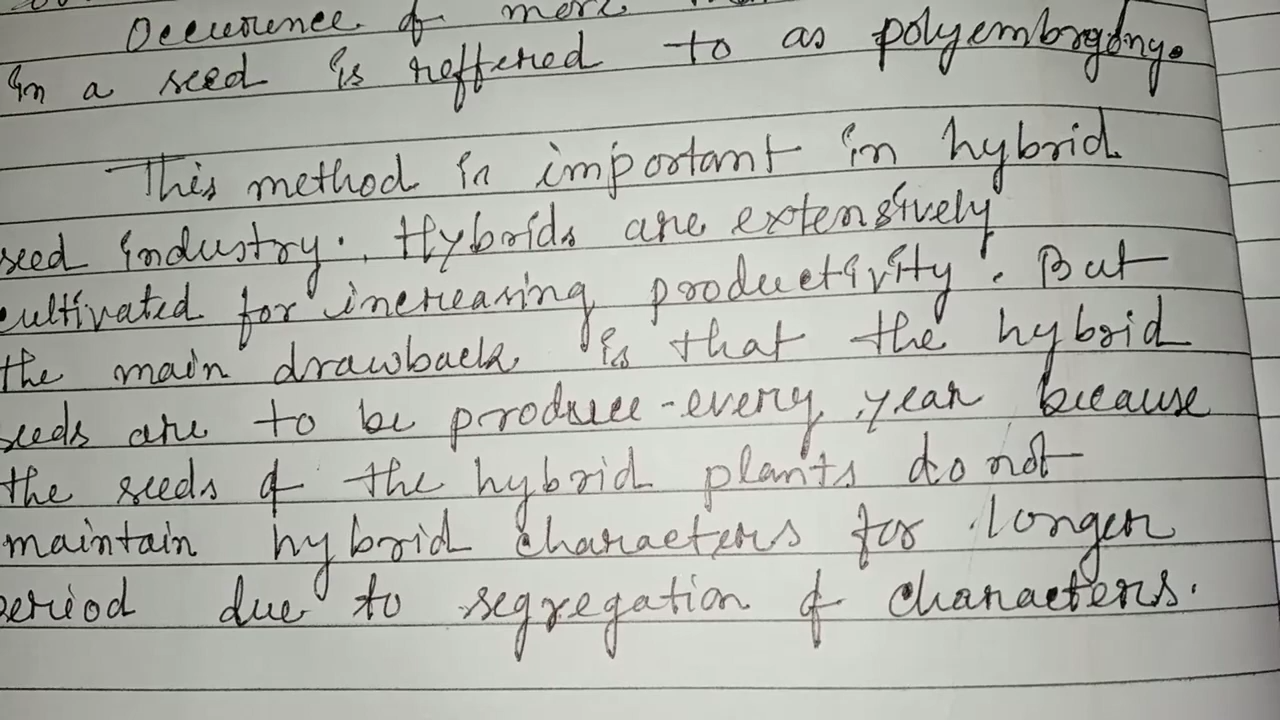 Occurence of more
in a seed is reffered to as polyembryony.
This method is important in hybrid
seed industry. Hybrids are extensively
cultivated for increasing productivity. But
the main drawback is that the hybrid
seeds are to be produce every year because
the seeds of the hybrid plants do not
maintain hybrid characters for longer
period due to segregation of characters.